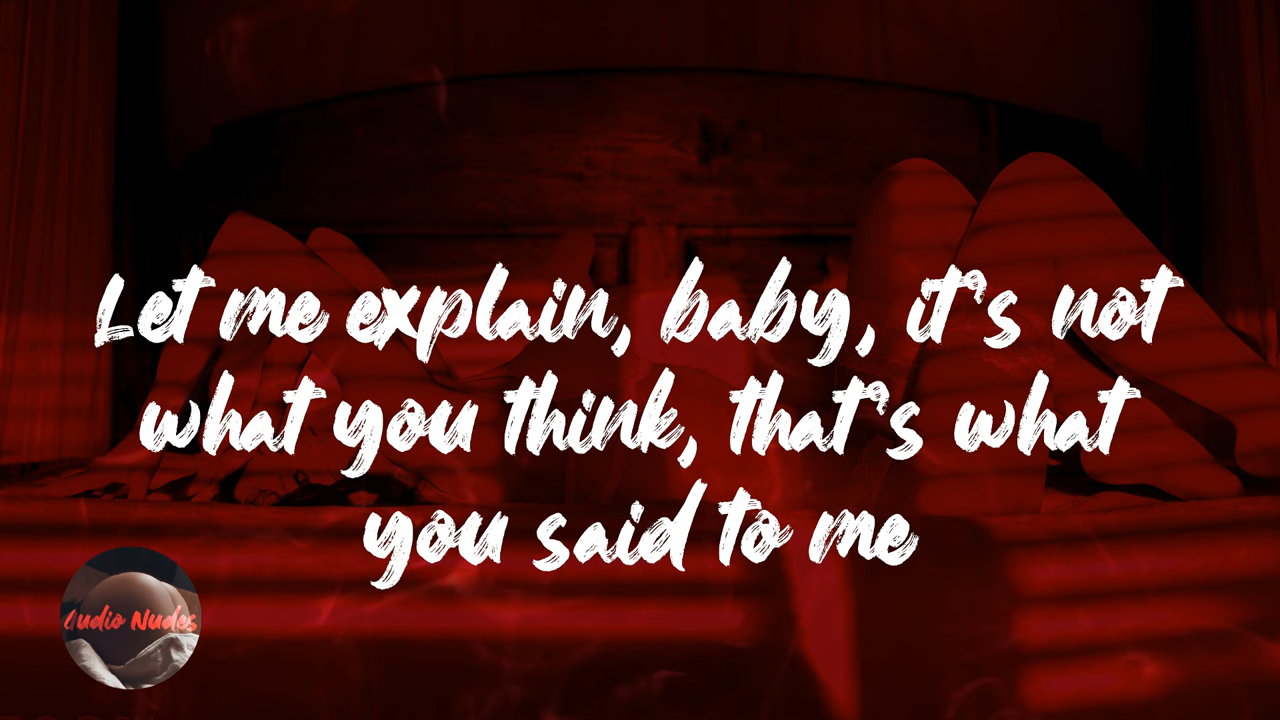 Let me explain, baby, it's not
what you think, that's what
you said to me
Audio Nudes